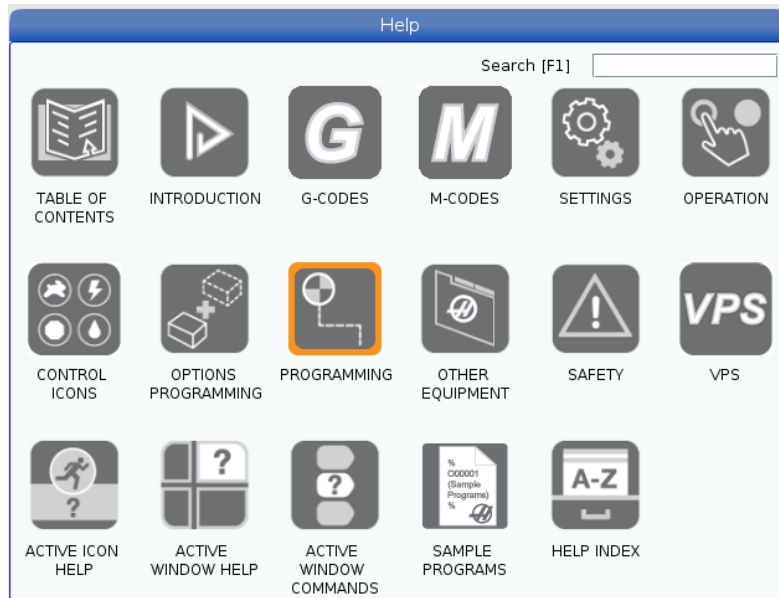 Help
Search [F1]
G
M
TABLE OF
CONTENTS
INTRODUCTION
G-CODES
M-CODES
SETTINGS
OPERATION
VPS
CONTROL
ICONS
OPTIONS
PROGRAMMING
PROGRAMMING
OTHER
EQUIPMENT
SAFETY
VPS
?
?
?
%
O00001
(Sample
Programs)
%
A-Z
ACTIVE ICON
HELP
ACTIVE
WINDOW HELP
ACTIVE
WINDOW
COMMANDS
SAMPLE
PROGRAMS
HELP INDEX